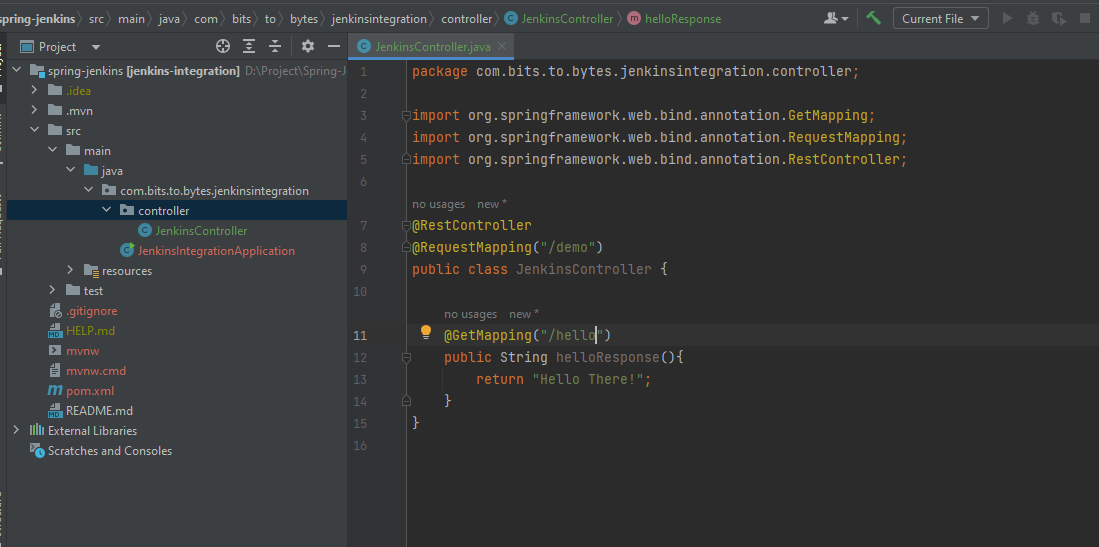 spring-jenkins > src > main > java > com > bits > to > bytes > jenkinsintegration > controller > JenkinsController > helloResponse
Current File
Project
spring-jenkins [jenkins-integration] D:\Project\Spring-J
.idea
.mvn
src
main
java
com.bits.to.bytes.jenkinsintegration
controller
JenkinsController
JenkinsIntegrationApplication
resources
test
.gitignore
HELP.md
mvnw
mvnw.cmd
pom.xml
README.md
External Libraries
Scratches and Consoles
JenkinsController.java
1 package com.bits.to.bytes.jenkinsintegration.controller;
2
3 import org.springframework.web.bind.annotation.GetMapping;
4 import org.springframework.web.bind.annotation.RequestMapping;
5 import org.springframework.web.bind.annotation.RestController;
6
no usages new *
7 @RestController
8 @RequestMapping("/demo")
9 public class JenkinsController {
10
no usages new *
11 @GetMapping("/hello")
12 public String helloResponse(){
13 return "Hello There!";
14 }
15 }
16